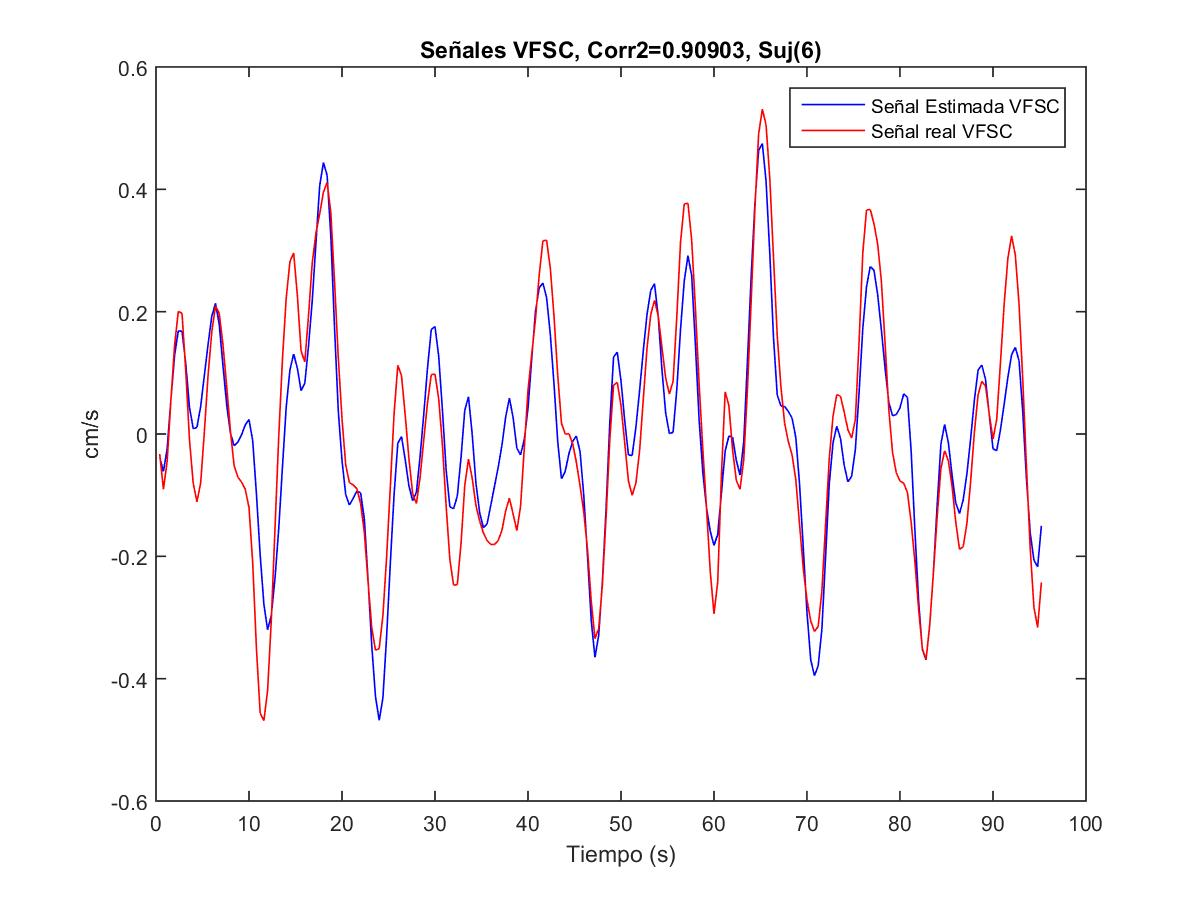 Señales VFSC, Corr2=0.90903, Suj(6)
Señal Estimada VFSC
Señal real VFSC
0.6
0.4
0.2
0
-0.2
-0.4
-0.6
cm/s
0 10 20 30 40 50 60 70 80 90 100
Tiempo (s)